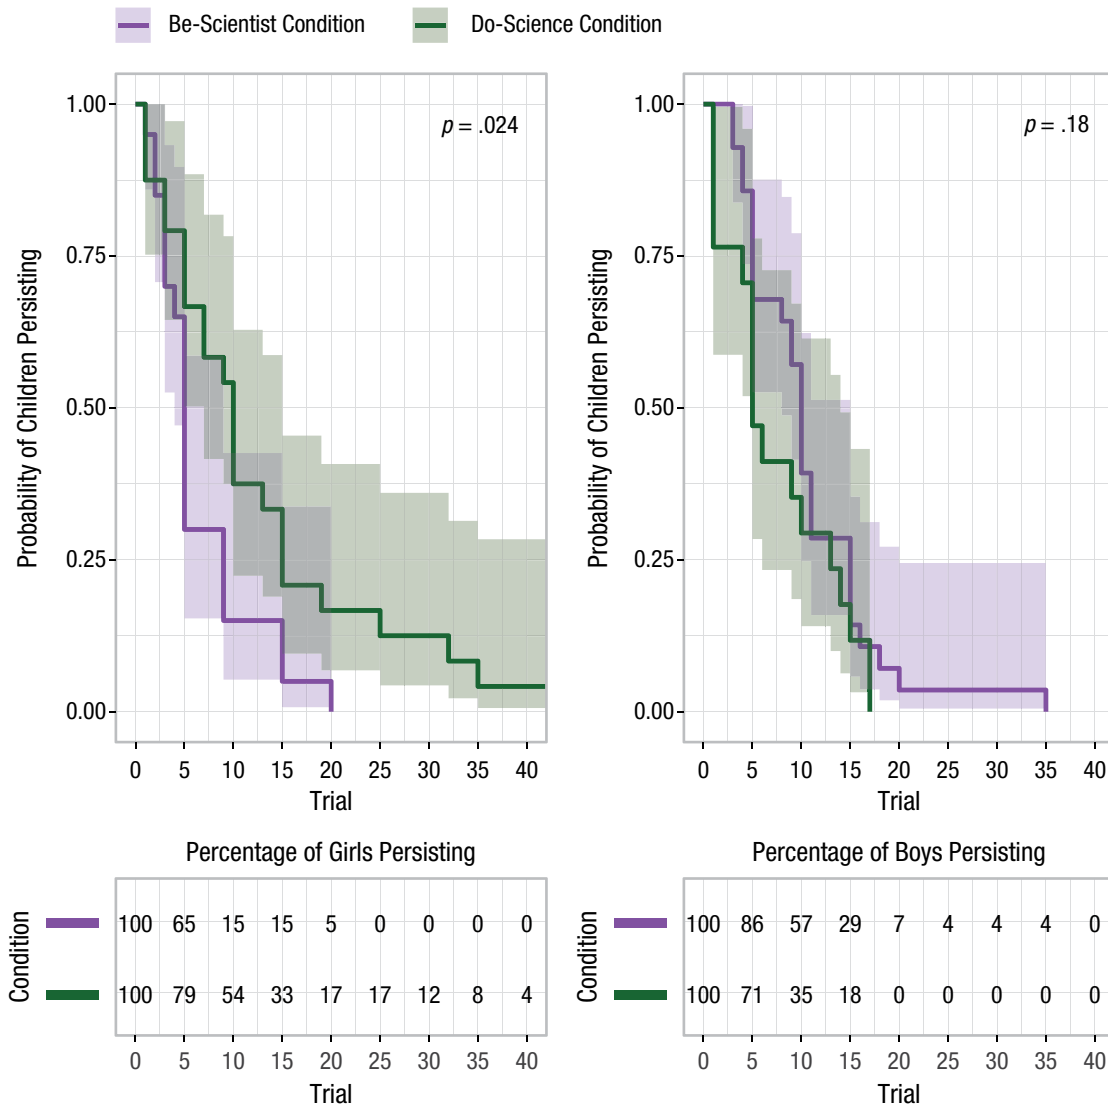 Be-Scientist Condition Do-Science Condition
Probability of Children Persisting
1.00
0.75
0.50
0.25
0.00
p = .024
0 5 10 15 20 25 30 35 40
Trial
Probability of Children Persisting
1.00
0.75
0.50
0.25
0.00
p = .18
0 5 10 15 20 25 30 35 40
Trial
Percentage of Girls Persisting
Condition
100 65 15 15 5 0 0 0 0
100 79 54 33 17 17 12 8 4
0 5 10 15 20 25 30 35 40
Trial
Percentage of Boys Persisting
Condition
100 86 57 29 7 4 4 4 0
100 71 35 18 0 0 0 0 0
0 5 10 15 20 25 30 35 40
Trial